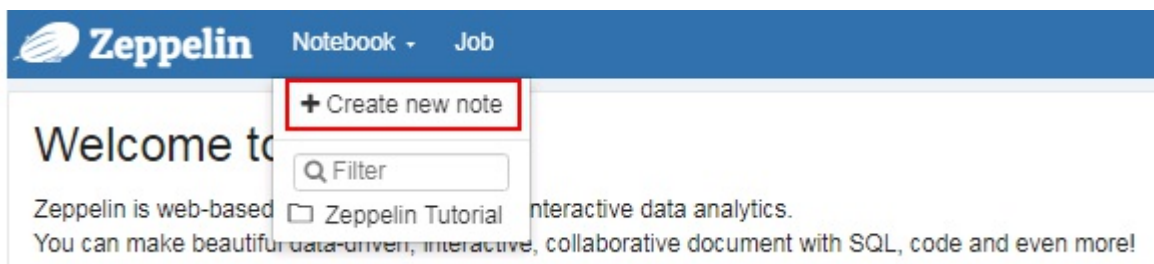 Zeppelin Notebook Job
+ Create new note
Welcome to
Filter
Zeppelin Tutorial
Zeppelin is web-based nteractive data analytics.
You can make beautiful data-driven, interactive, collaborative document with SQL, code and even more!